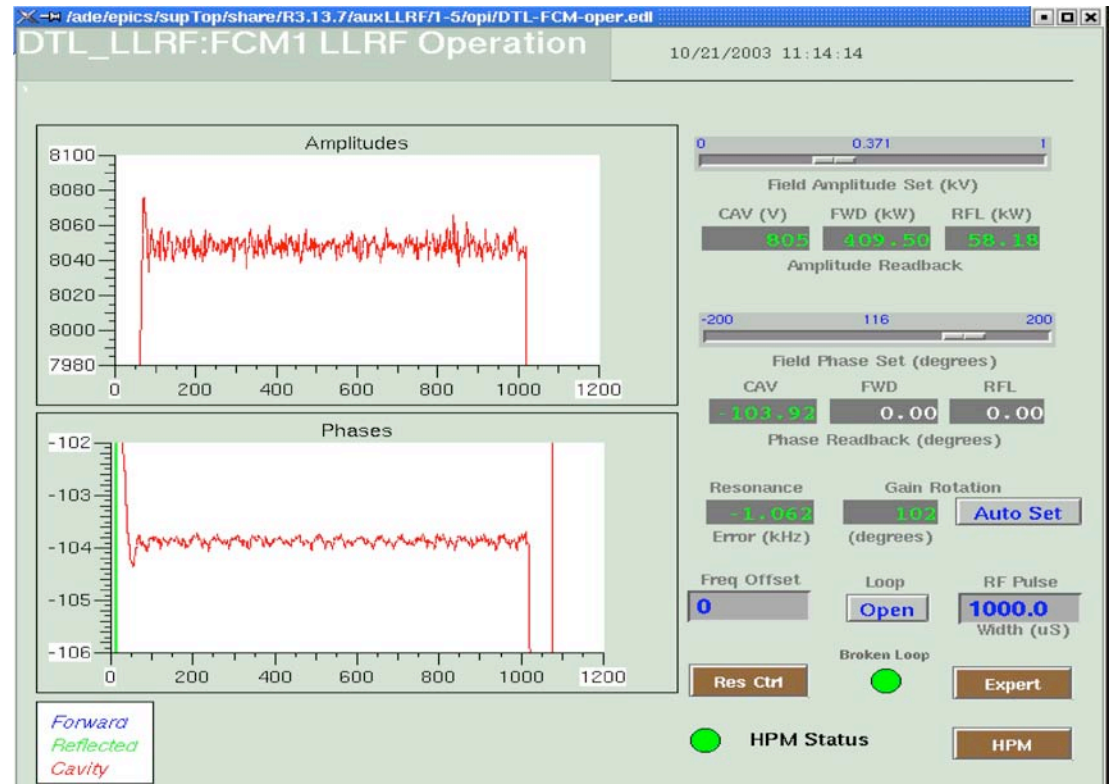 /ade/epics/supTop/share/R3.13.7/auxLLRF/1-5/opi/DTL-FCM-oper.edl
DTL_LLRF:FCM1 LLRF Operation
10/21/2003 11:14:14
Amplitudes
8100
8080
8060
8040
8020
8000
7980
0 200 400 600 800 1000 1200
Phases
-102
-103
-104
-105
-106
0 200 400 600 800 1000 1200
Forward
Reflected
Cavity
0 0.371 1
Field Amplitude Set (kV)
CAV (V) FWD (kW) RFL (kW)
805 409.50 58.18
Amplitude Readback
-200 116 200
Field Phase Set (degrees)
CAV FWD RFL
-103.92 0.00 0.00
Phase Readback (degrees)
Resonance Gain Rotation
-1.062 102 Auto Set
Error (kHz) (degrees)
Freq Offset Loop RF Pulse
0 Open 1000.0
Width (uS)
Broken Loop
Res Ctrl Expert
HPM Status HPM